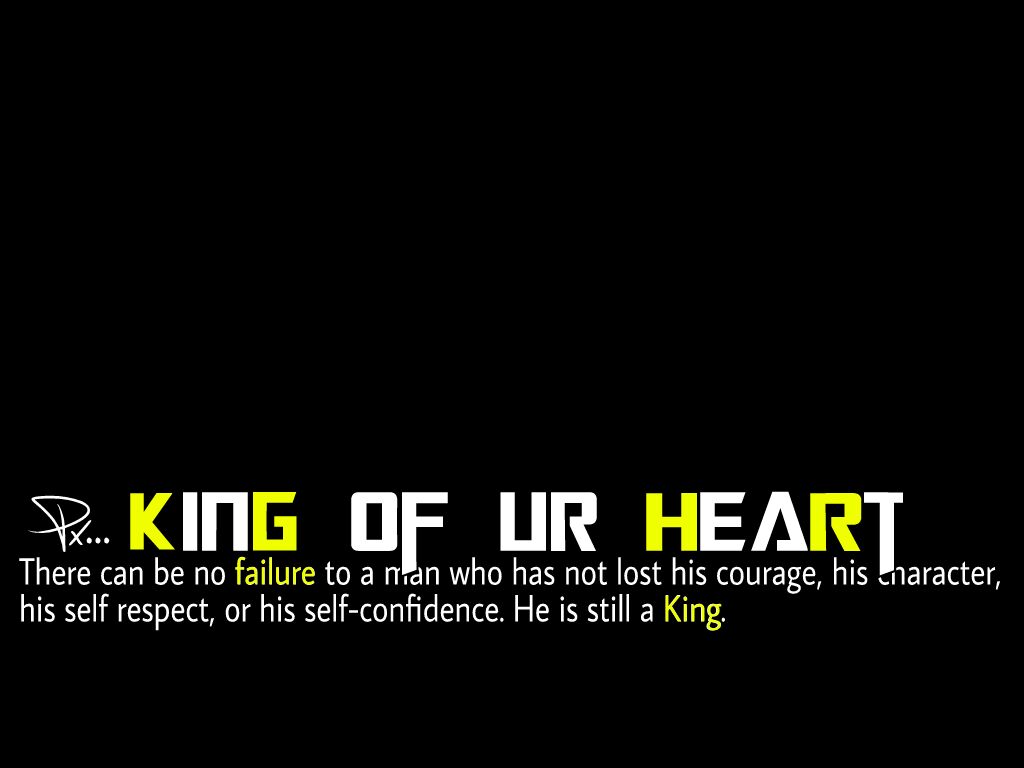 Px... KING OF UR HEART
There can be no failure to a man who has not lost his courage, his character,
his self respect, or his self-confidence. He is still a King.